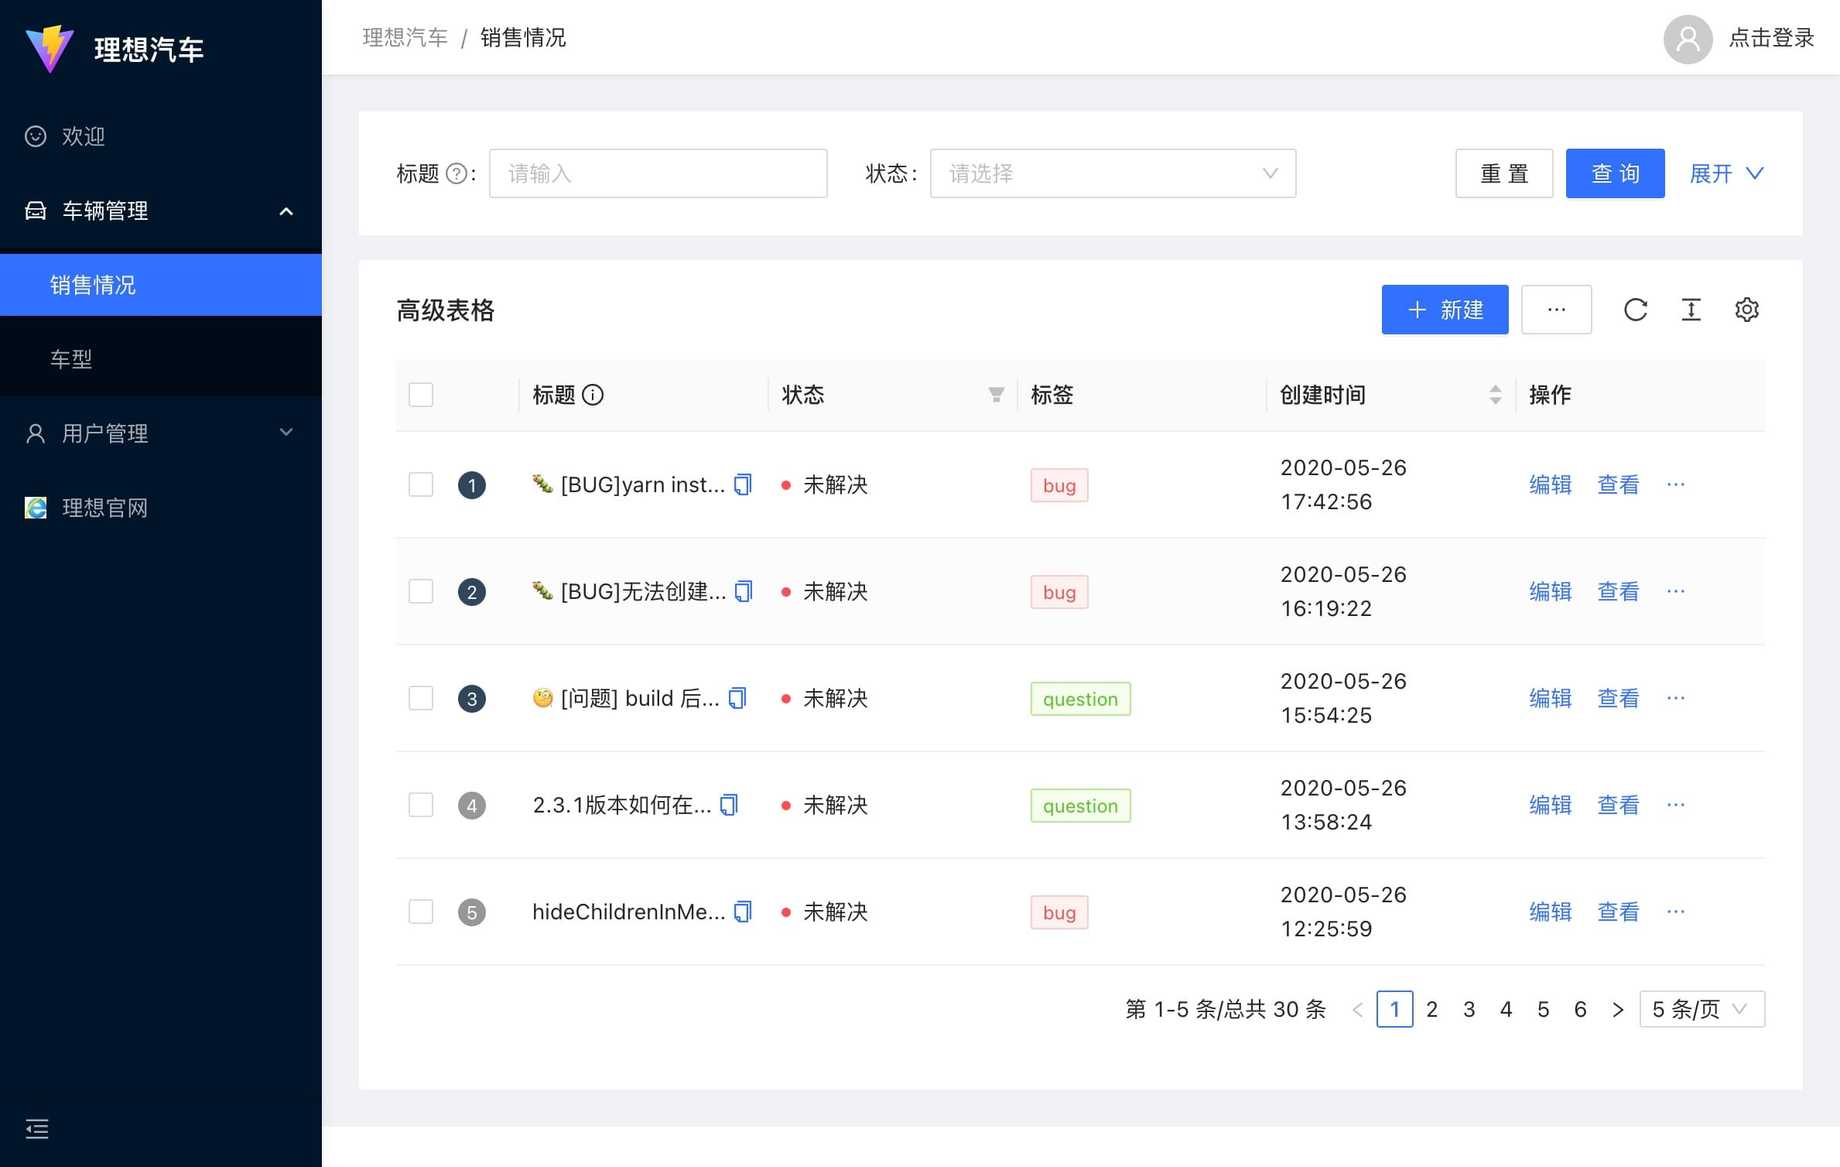 理想汽车
欢迎
车辆管理
销售情况
车型
用户管理
理想官网
理想汽车 / 销售情况
点击登录
标题 : 请输入 状态 : 请选择 重 置 查 询 展开
高级表格 新建 ···
标题 状态 标签 创建时间 操作
1 🐛 [BUG]yarn inst... 未解决 bug 2020-05-26 编辑 查看 ···
17:42:56
2 🐛 [BUG]无法创建... 未解决 bug 2020-05-26 编辑 查看 ···
16:19:22
3 🧐 [问题] build 后... 未解决 question 2020-05-26 编辑 查看 ···
15:54:25
4 2.3.1版本如何在... 未解决 question 2020-05-26 编辑 查看 ···
13:58:24
5 hideChildrenInMe... 未解决 bug 2020-05-26 编辑 查看 ···
12:25:59
第 1-5 条/总共 30 条 < 1 2 3 4 5 6 > 5 条/页